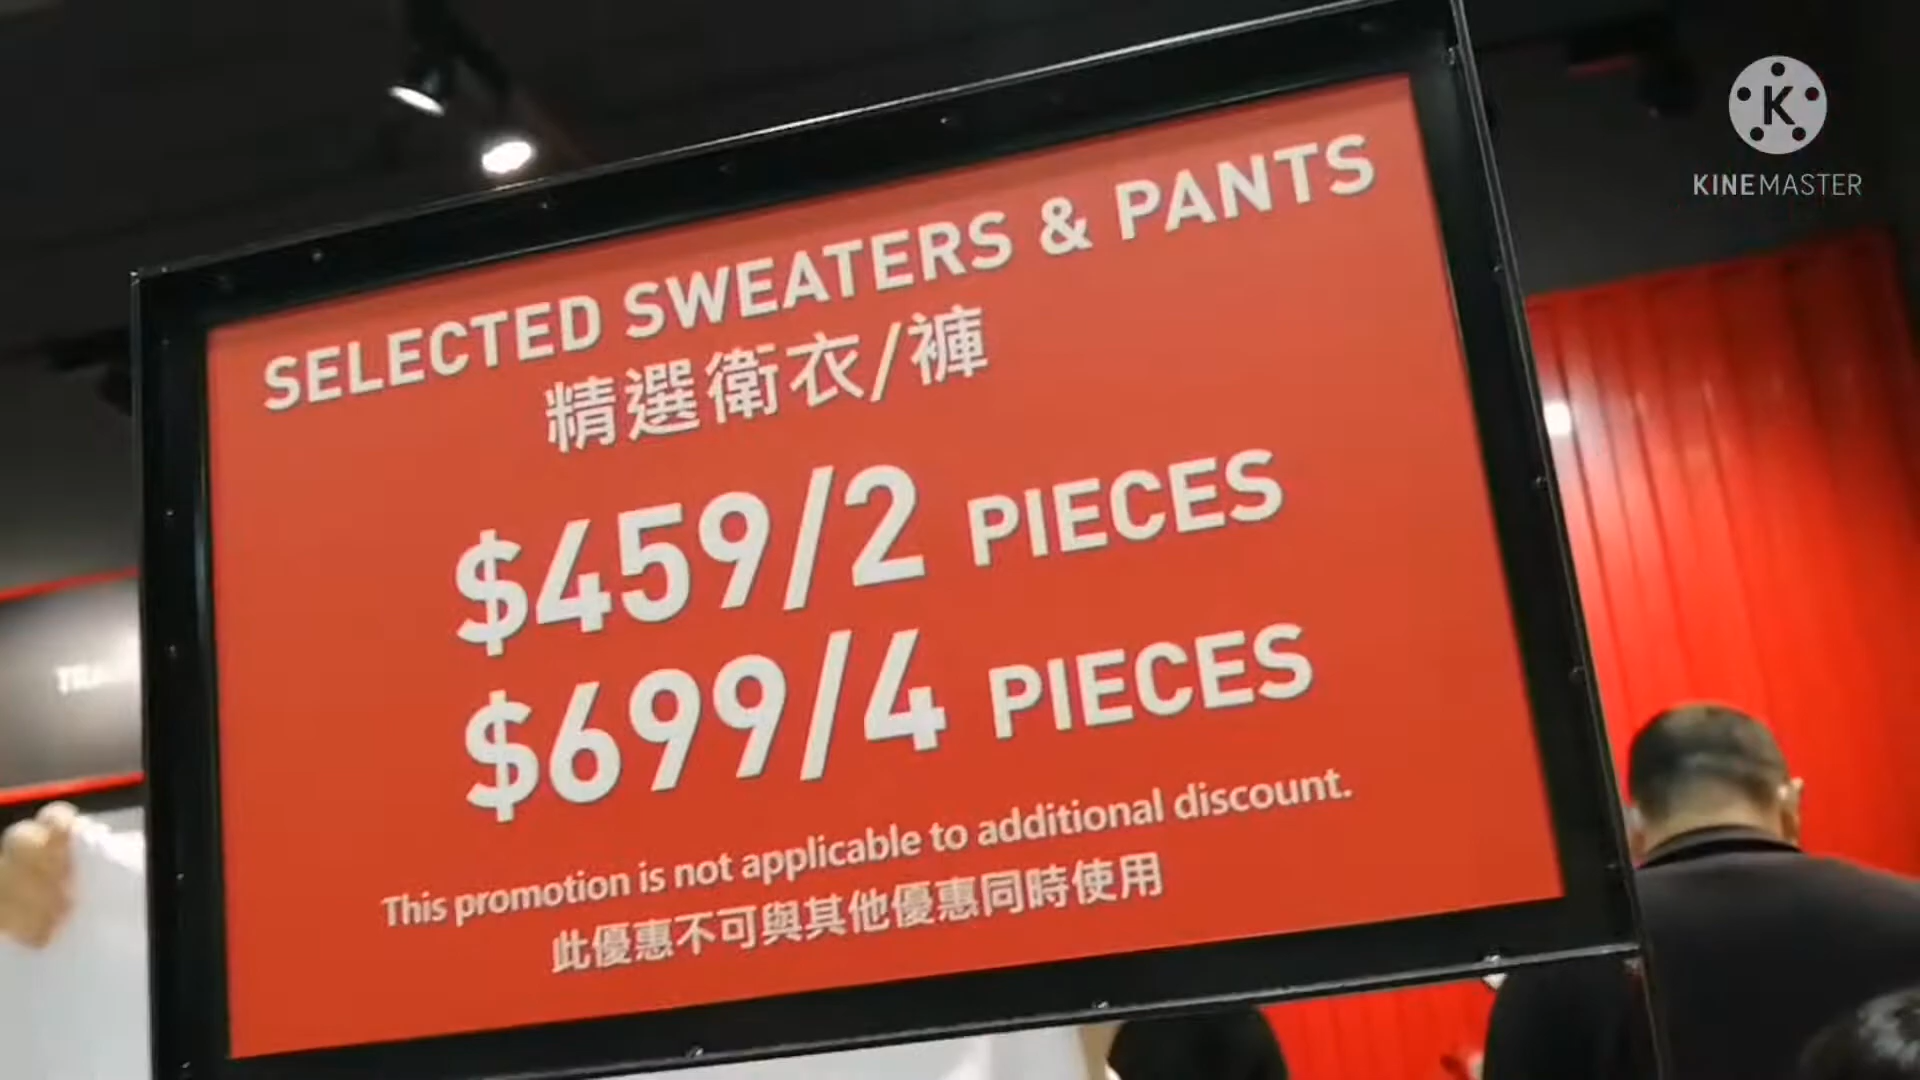 KINEMASTER
SELECTED SWEATERS & PANTS
精選衛衣/褲
$459/2 PIECES
$699/4 PIECES
This promotion is not applicable to additional discount.
此優惠不可與其他優惠同時使用